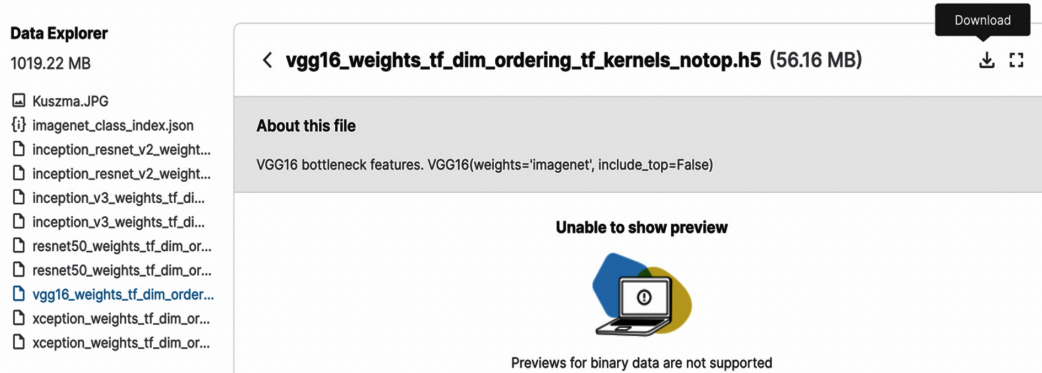 Download
Data Explorer
1019.22 MB
Kuszma.JPG
{i} imagenet_class_index.json
inception_resnet_v2_weight...
inception_resnet_v2_weight...
inception_v3_weights_tf_di...
inception_v3_weights_tf_di...
resnet50_weights_tf_dim_or...
resnet50_weights_tf_dim_or...
vgg16_weights_tf_dim_order...
xception_weights_tf_dim_or...
xception_weights_tf_dim_or...
vgg16_weights_tf_dim_ordering_tf_kernels_notop.h5 (56.16 MB)
About this file
VGG16 bottleneck features. VGG16(weights='imagenet', include_top=False)
Unable to show preview
Previews for binary data are not supported